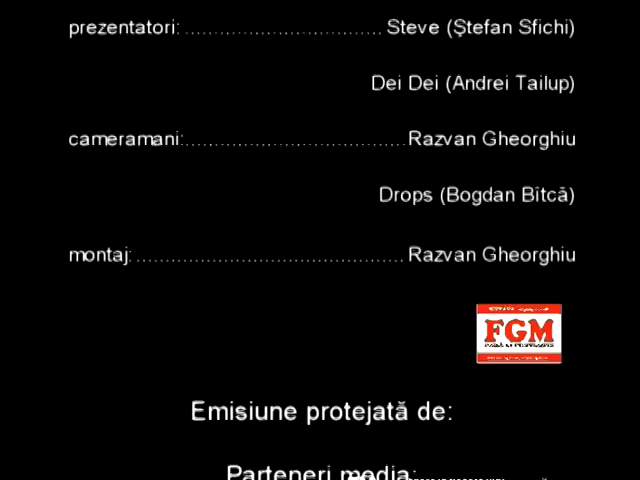 prezentatori: ................................. Steve (Ştefan Sfichi)
Dei Dei (Andrei Tailup)
cameramani:..................................... Razvan Gheorghiu
Drops (Bogdan Bîtcă)
montaj: ............................................. Razvan Gheorghiu
FGM
Emisiune protejată de:
Parteneri media: